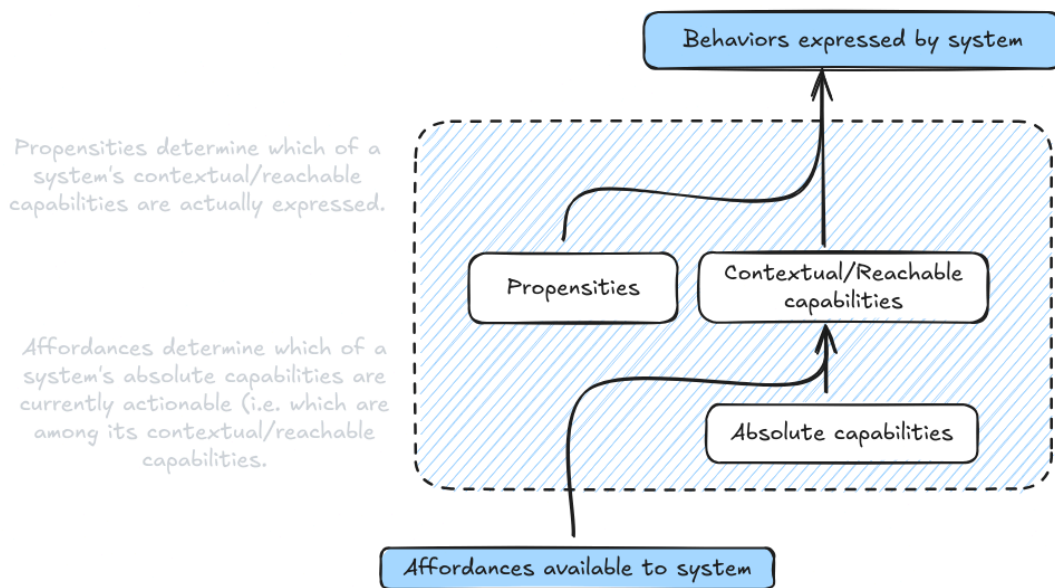 Behaviors expressed by system
Propensities determine which of a
system's contextual/reachable
capabilities are actually expressed.
Propensities
Contextual/Reachable
capabilities
Affordances determine which of a
system's absolute capabilities are
currently actionable (i.e. which are
among its contextual/reachable
capabilities.
Absolute capabilities
Affordances available to system